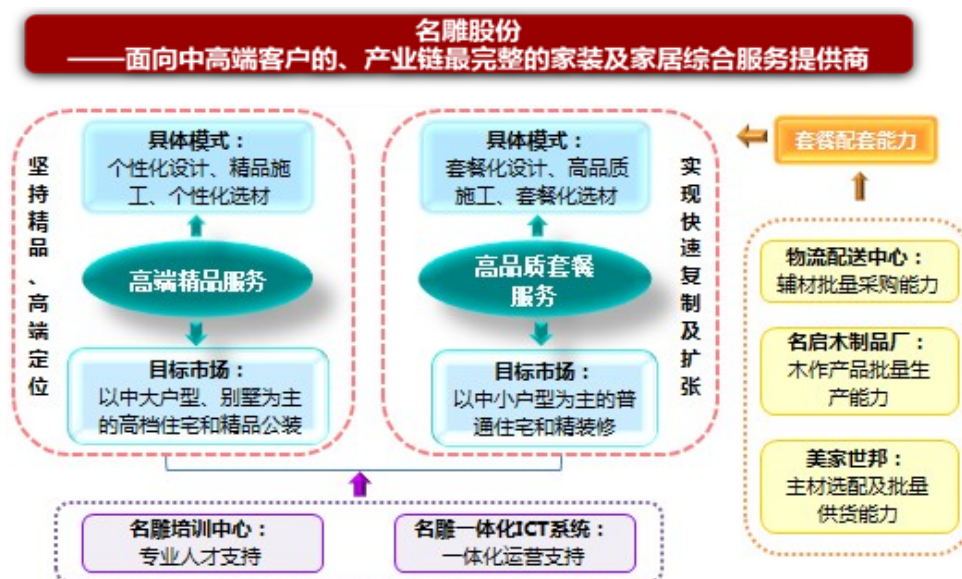 名雕股份
——面向中高端客户的、产业链最完整的家装及家居综合服务提供商
坚持精品、高端定位
具体模式：
个性化设计、精品施
工、个性化选材
高端精品服务
目标市场：
以中大户型、别墅为主
的高档住宅和精品公装
具体模式：
套餐化设计、高品质
施工、套餐化选材
高品质套餐
服务
目标市场：
以中小户型为主的普
通住宅和精装修
实现快速复制及扩张
套餐配套能力
物流配送中心：
辅材批量采购能力
名启木制品厂：
木作产品批量生
产能力
美家世邦：
主材选配及批量
供货能力
名雕培训中心：
专业人才支持
名雕一体化ICT系统：
一体化运营支持